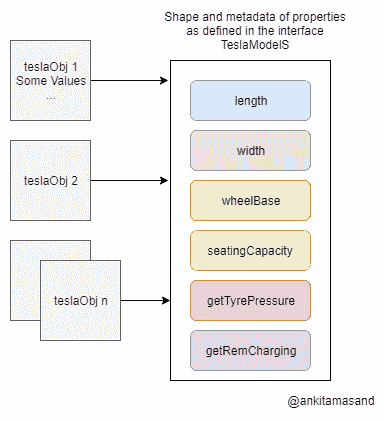 Shape and metadata of properties
as defined in the interface
TeslaModelS
teslaObj 1
Some Values
...
teslaObj 2
teslaObj n
length
width
wheelBase
seatingCapacity
getTyrePressure
getRemCharging
@ankitamasand